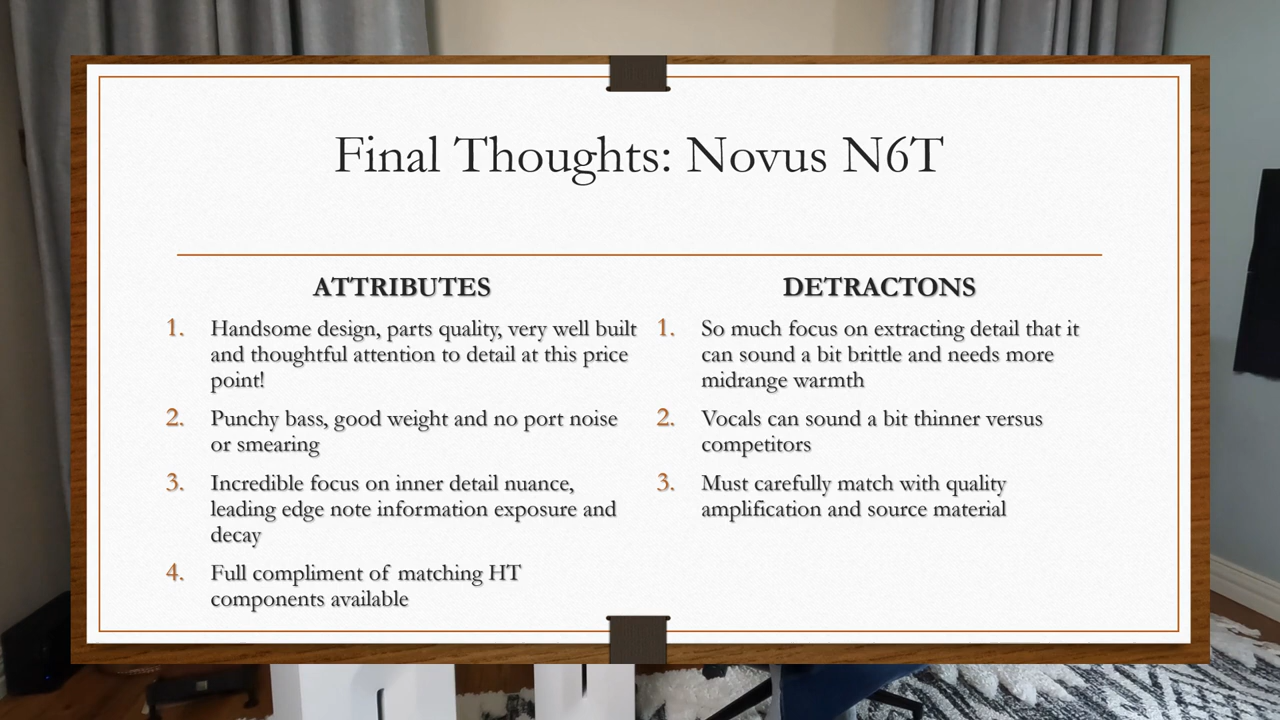 Final Thoughts: Novus N6T
ATTRIBUTES
1. Handsome design, parts quality, very well built
and thoughtful attention to detail at this price
point!
2. Punchy bass, good weight and no port noise
or smearing
3. Incredible focus on inner detail nuance,
leading edge note information exposure and
decay
4. Full compliment of matching HT
components available
DETRACTONS
1. So much focus on extracting detail that it
can sound a bit brittle and needs more
midrange warmth
2. Vocals can sound a bit thinner versus
competitors
3. Must carefully match with quality
amplification and source material